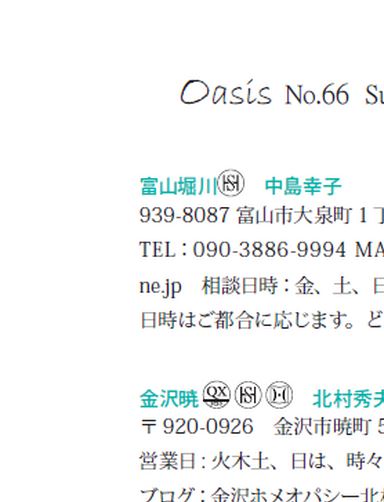 Oasis No.66 Su
富山堀川 HS 中島幸子
939-8087 富山市大泉町 1 丁
TEL：090-3886-9994 MA
ne.jp 相談日時：金、土、日
日時はご都合に応じます。ど
金沢暁 QX HS H 北村秀夫
〒920-0926 金沢市暁町 5
営業日：火木土、日は、時々
ブログ：金沢ホメオパシー北村